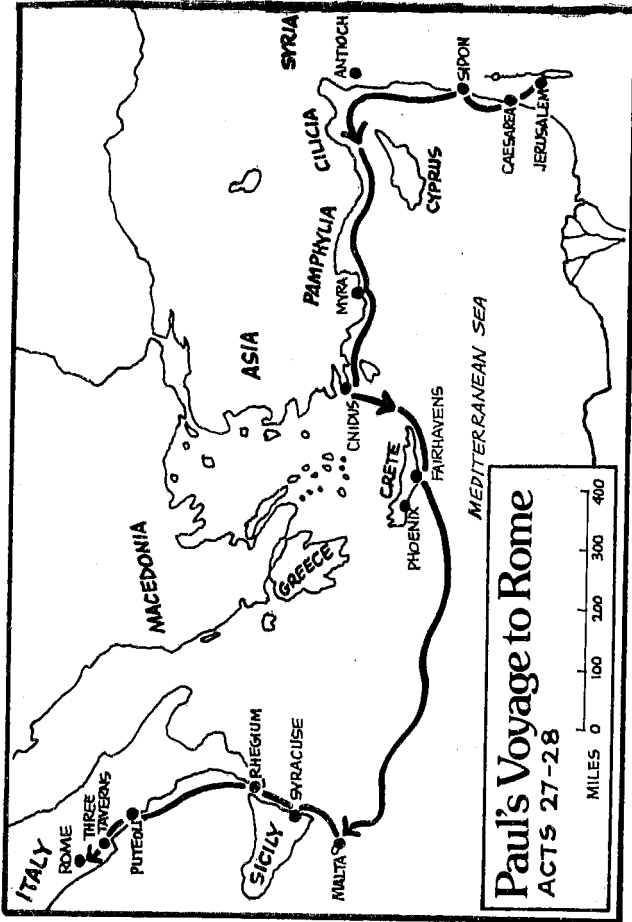 ITALY
ROME
THREE
TAVERNS
PUTEOLI
RHEGIUM
SYRACUSE
SICILY
MALTA
MACEDONIA
GREECE
ASIA
CNIDUS
CRETE
PHOENIX
FAIRHAVENS
PAMPHYLIA
MYRA
CILICIA
CYPRUS
SYRIA
ANTIOCH
SIDON
CAESAREA
JERUSALEM
MEDITERRANEAN SEA
Paul's Voyage to Rome
ACTS 27-28
MILES 0 100 200 300 400